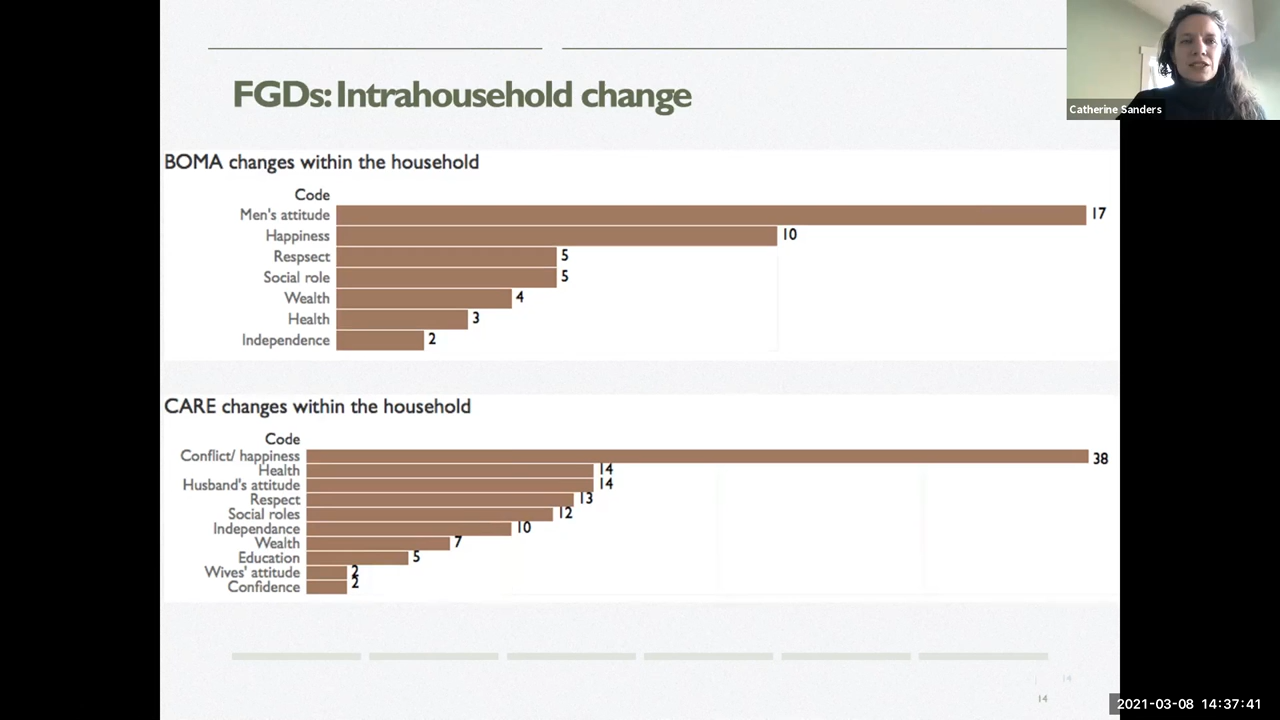 Catherine Sanders
FGDs: Intrahousehold change
BOMA changes within the household
Code
Men's attitude 17
Happiness 10
Respsect 5
Social role 5
Wealth 4
Health 3
Independence 2
CARE changes within the household
Code
Conflict/ happiness 38
Health 14
Husband's attitude 14
Respect 13
Social roles 12
Independance 10
Wealth 7
Education 5
Wives' attitude 2
Confidence 2
14
14
2021-03-08 14:37:41